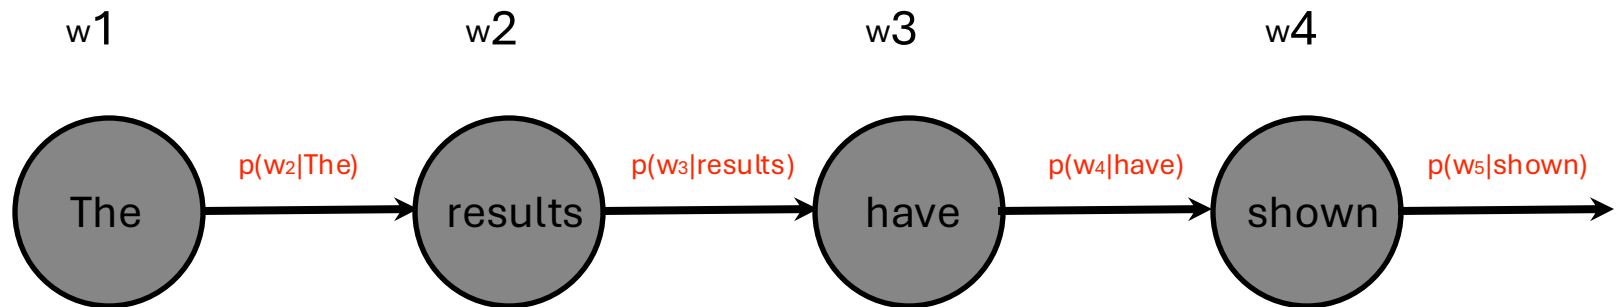 w1 w2 w3 w4
p(w2|The) p(w3|results) p(w4|have) p(w5|shown)
The results have shown